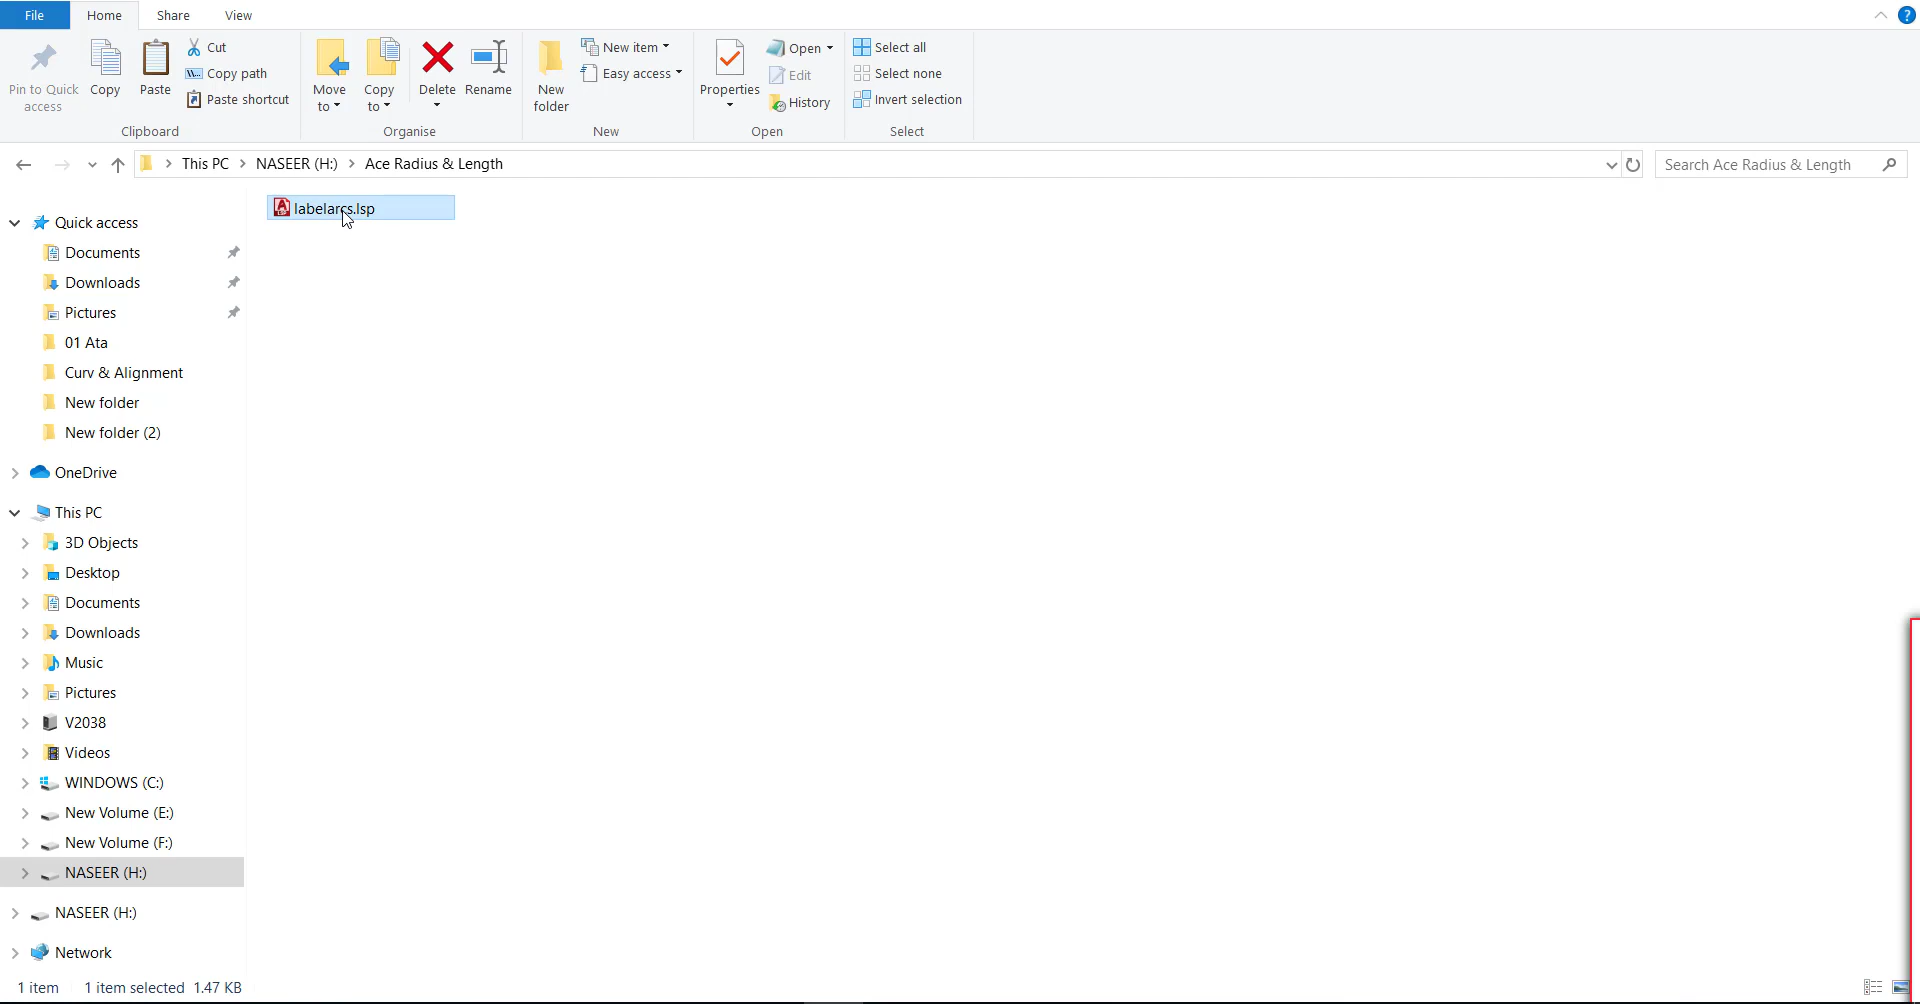 File Home Share View
Pin to Quick access
Copy
Paste
Cut
Copy path
Paste shortcut
Clipboard
Move to
Copy to
Delete
Rename
Organise
New folder
New item
Easy access
New
Properties
Open
Edit
History
Open
Select all
Select none
Invert selection
Select
This PC NASEER (H:) Ace Radius & Length
Search Ace Radius & Length
labelarcs.lsp
Quick access
Documents
Downloads
Pictures
01 Ata
Curv & Alignment
New folder
New folder (2)
OneDrive
This PC
3D Objects
Desktop
Documents
Downloads
Music
Pictures
V2038
Videos
WINDOWS (C:)
New Volume (E:)
New Volume (F:)
NASEER (H:)
NASEER (H:)
Network
1 item 1 item selected 1.47 KB